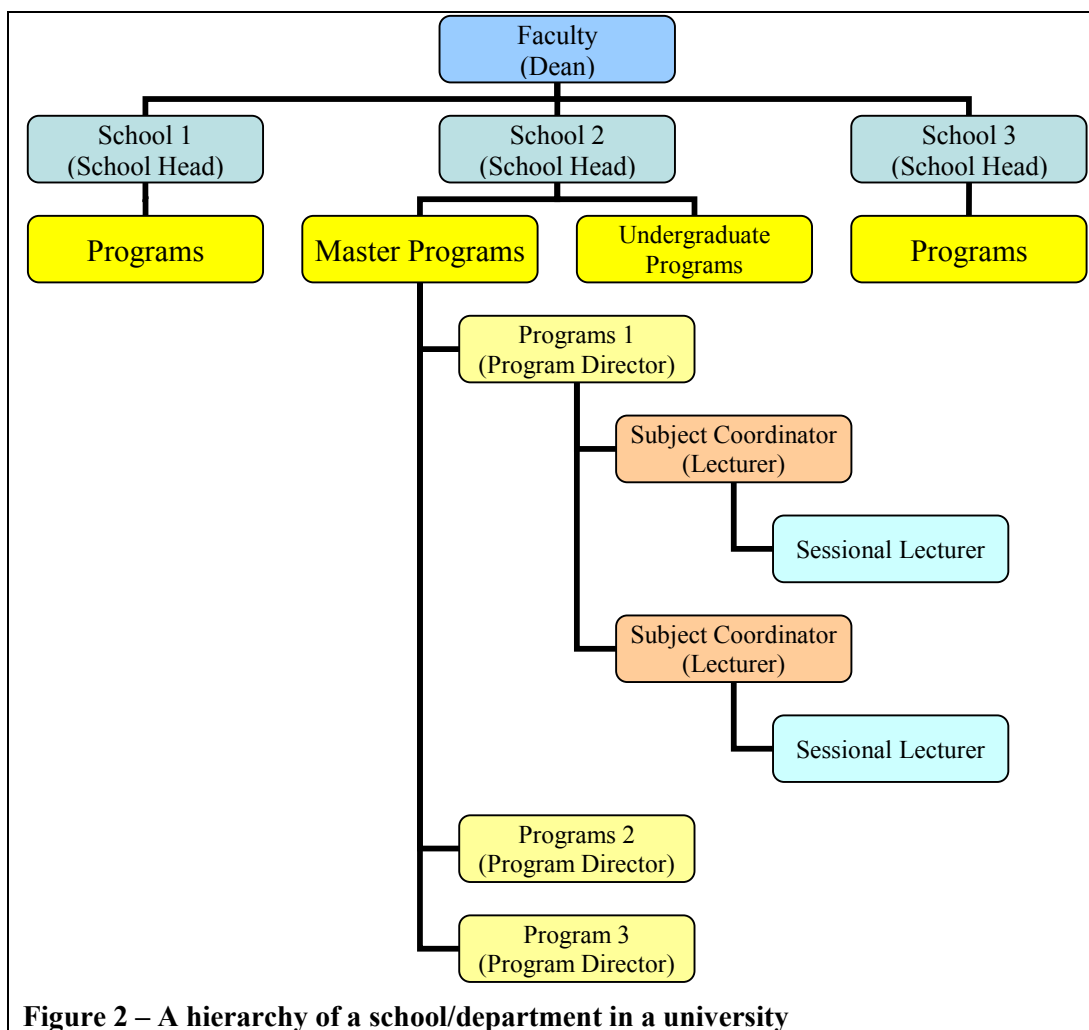 Faculty
(Dean)
School 1
(School Head)
School 2
(School Head)
School 3
(School Head)
Programs
Master Programs
Undergraduate
Programs
Programs
Programs 1
(Program Director)
Subject Coordinator
(Lecturer)
Sessional Lecturer
Subject Coordinator
(Lecturer)
Sessional Lecturer
Programs 2
(Program Director)
Program 3
(Program Director)
Figure 2 – A hierarchy of a school/department in a university